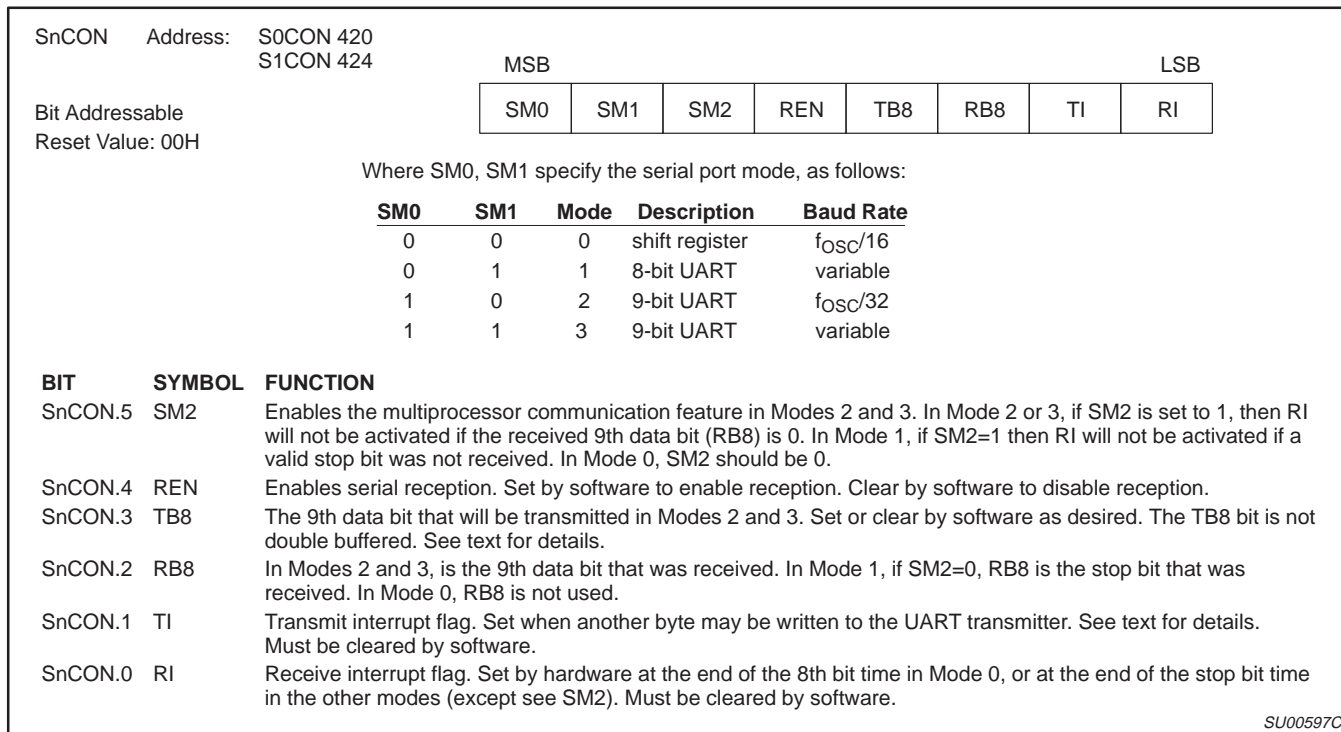 SnCON Address: S0CON 420
S1CON 424
MSB LSB
Bit Addressable
Reset Value: 00H
SM0 SM1 SM2 REN TB8 RB8 TI RI
Where SM0, SM1 specify the serial port mode, as follows:
SM0 SM1 Mode Description Baud Rate
0 0 0 shift register fOSC/16
0 1 1 8-bit UART variable
1 0 2 9-bit UART fOSC/32
1 1 3 9-bit UART variable
BIT SYMBOL FUNCTION
SnCON.5 SM2 Enables the multiprocessor communication feature in Modes 2 and 3. In Mode 2 or 3, if SM2 is set to 1, then RI
will not be activated if the received 9th data bit (RB8) is 0. In Mode 1, if SM2=1 then RI will not be activated if a
valid stop bit was not received. In Mode 0, SM2 should be 0.
SnCON.4 REN Enables serial reception. Set by software to enable reception. Clear by software to disable reception.
SnCON.3 TB8 The 9th data bit that will be transmitted in Modes 2 and 3. Set or clear by software as desired. The TB8 bit is not
double buffered. See text for details.
SnCON.2 RB8 In Modes 2 and 3, is the 9th data bit that was received. In Mode 1, if SM2=0, RB8 is the stop bit that was
received. In Mode 0, RB8 is not used.
SnCON.1 TI Transmit interrupt flag. Set when another byte may be written to the UART transmitter. See text for details.
Must be cleared by software.
SnCON.0 RI Receive interrupt flag. Set by hardware at the end of the 8th bit time in Mode 0, or at the end of the stop bit time
in the other modes (except see SM2). Must be cleared by software.
SU00597C